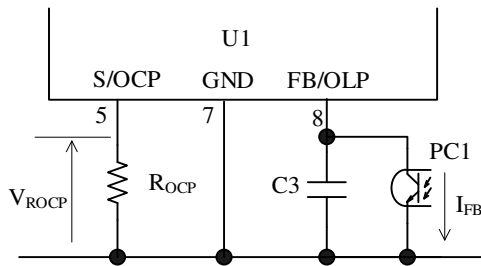 U1
S/OCP GND FB/OLP
5 7 8
PC1
VROCP ROCP C3 IFB